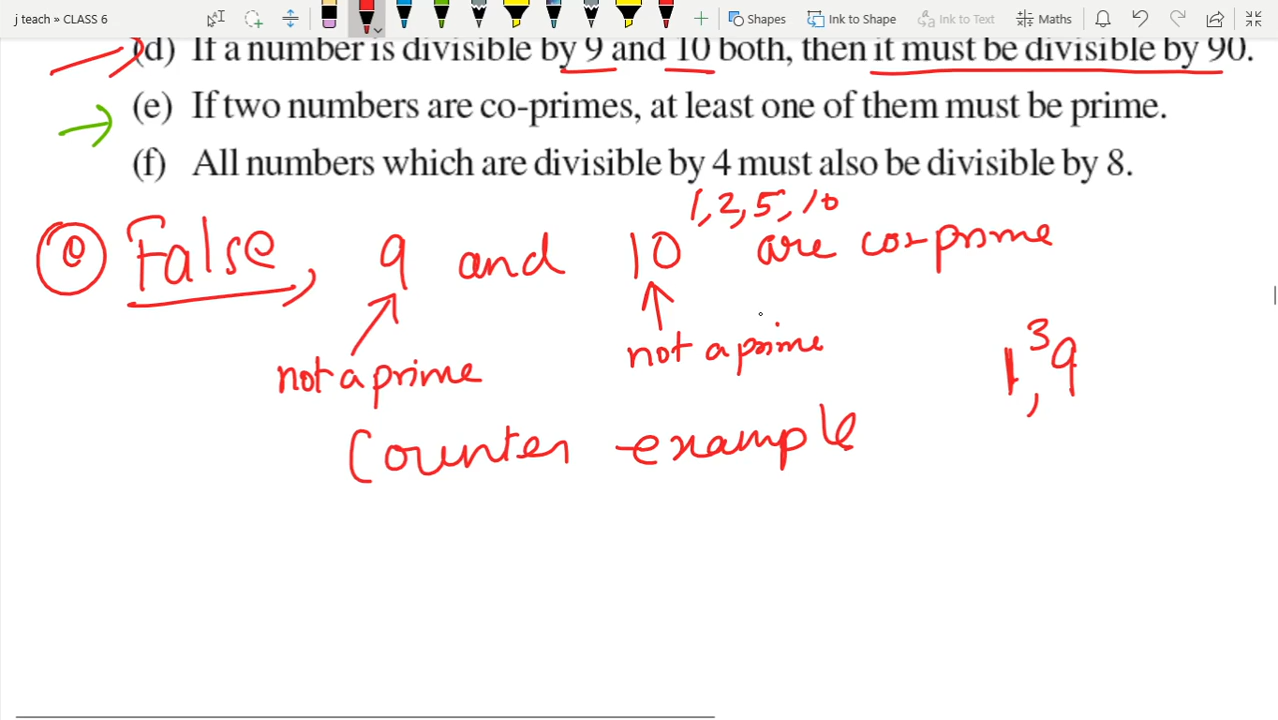 j teach » CLASS 6 Shapes Ink to Shape Ink to Text Maths
(d) If a number is divisible by 9 and 10 both, then it must be divisible by 90.
(e) If two numbers are co-primes, at least one of them must be prime.
(f) All numbers which are divisible by 4 must also be divisible by 8.
1, 2, 5, 10
e False, 9 and 10 are co-prime
not a prime not a prime
1, 3 9
Counter example